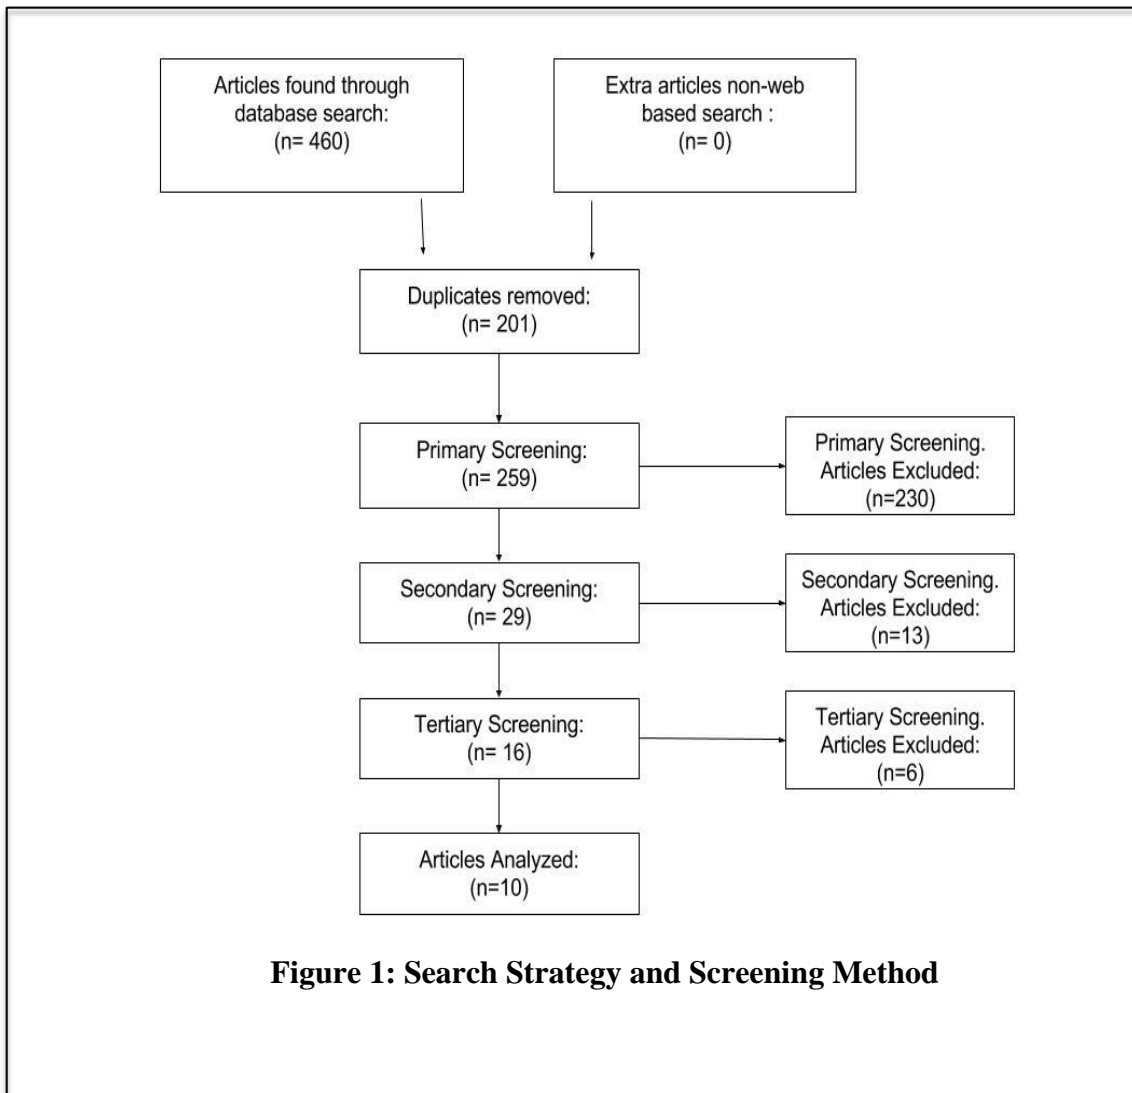 Articles found through
database search:
(n= 460)
Extra articles non-web
based search :
(n= 0)
Duplicates removed:
(n= 201)
Primary Screening:
(n= 259)
Primary Screening.
Articles Excluded:
(n=230)
Secondary Screening:
(n= 29)
Secondary Screening.
Articles Excluded:
(n=13)
Tertiary Screening:
(n= 16)
Tertiary Screening.
Articles Excluded:
(n=6)
Articles Analyzed:
(n=10)
Figure 1: Search Strategy and Screening Method